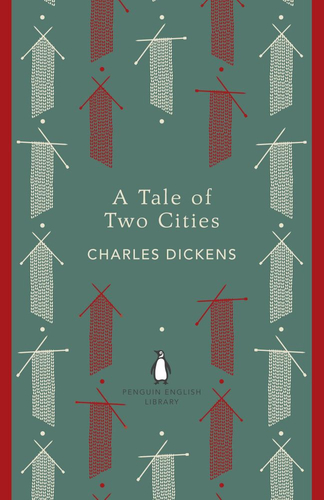 A Tale of
Two Cities
CHARLES DICKENS
PENGUIN ENGLISH
LIBRARY